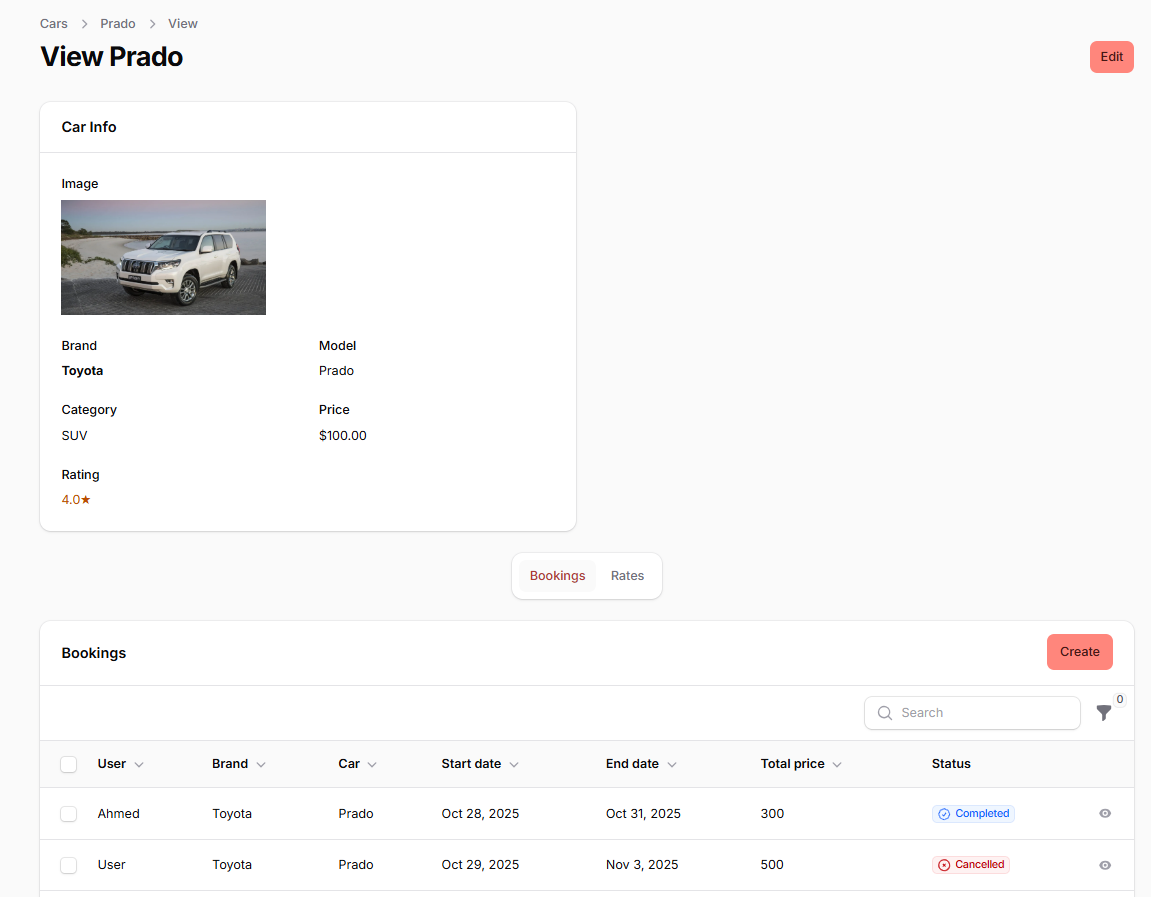 Cars > Prado > View
View Prado
Edit
Car Info
Image
Brand Model
Toyota Prado
Category Price
SUV $100.00
Rating
4.0★
Bookings Rates
Bookings
Create
Search 0
User Brand Car Start date End date Total price Status
Ahmed Toyota Prado Oct 28, 2025 Oct 31, 2025 300 Completed
User Toyota Prado Oct 29, 2025 Nov 3, 2025 500 Cancelled